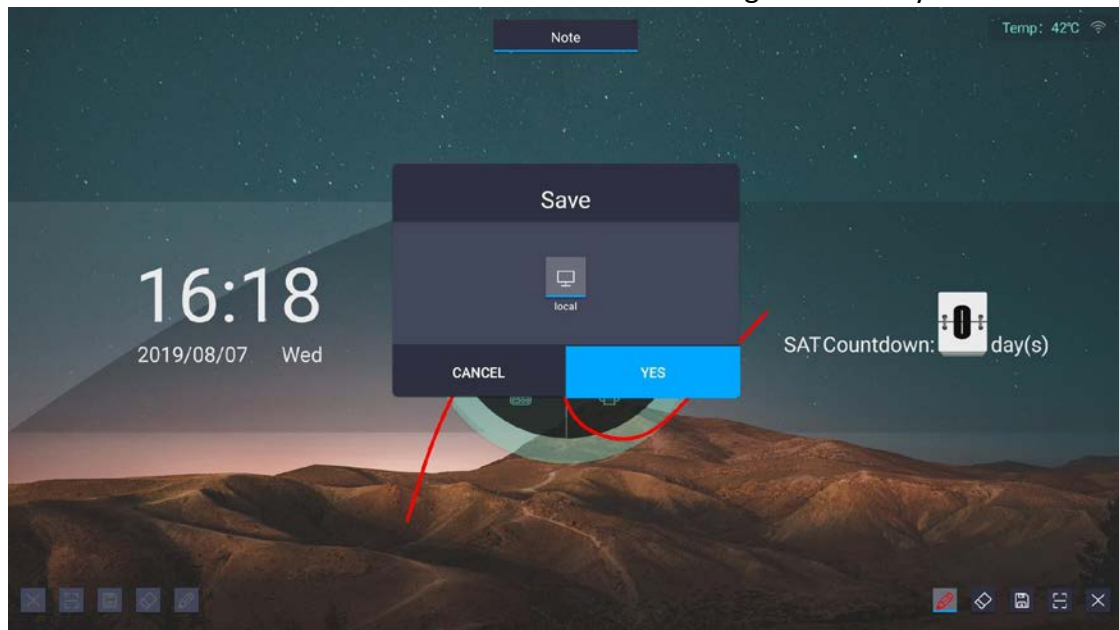 Note
Temp: 42℃
Save
local
CANCEL
YES
16:18
2019/08/07 Wed
SAT Countdown: 0 day(s)